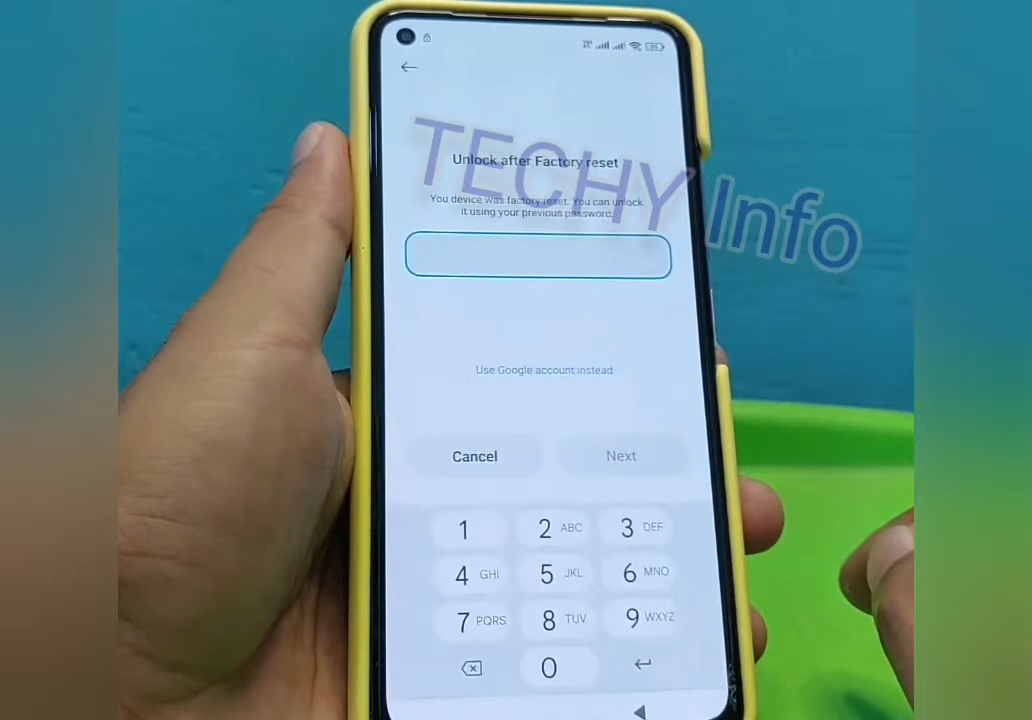 Unlock after Factory reset
TECHY Info
You device was factory reset. You can unlock
it using your previous password.
Use Google account instead
Cancel
Next
1
2 ABC
3 DEF
4 GHI
5 JKL
6 MNO
7 PQRS
8 TUV
9 WXYZ
0